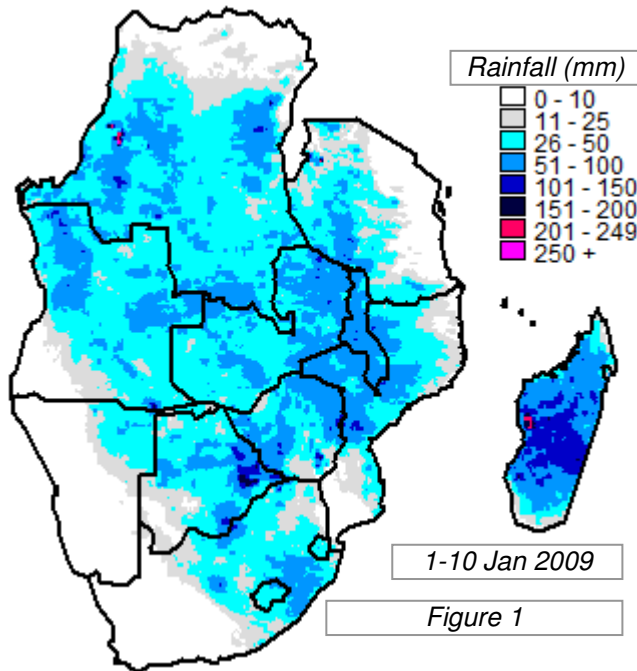 Rainfall (mm)
0 - 10
11 - 25
26 - 50
51 - 100
101 - 150
151 - 200
201 - 249
250 +
1-10 Jan 2009
Figure 1